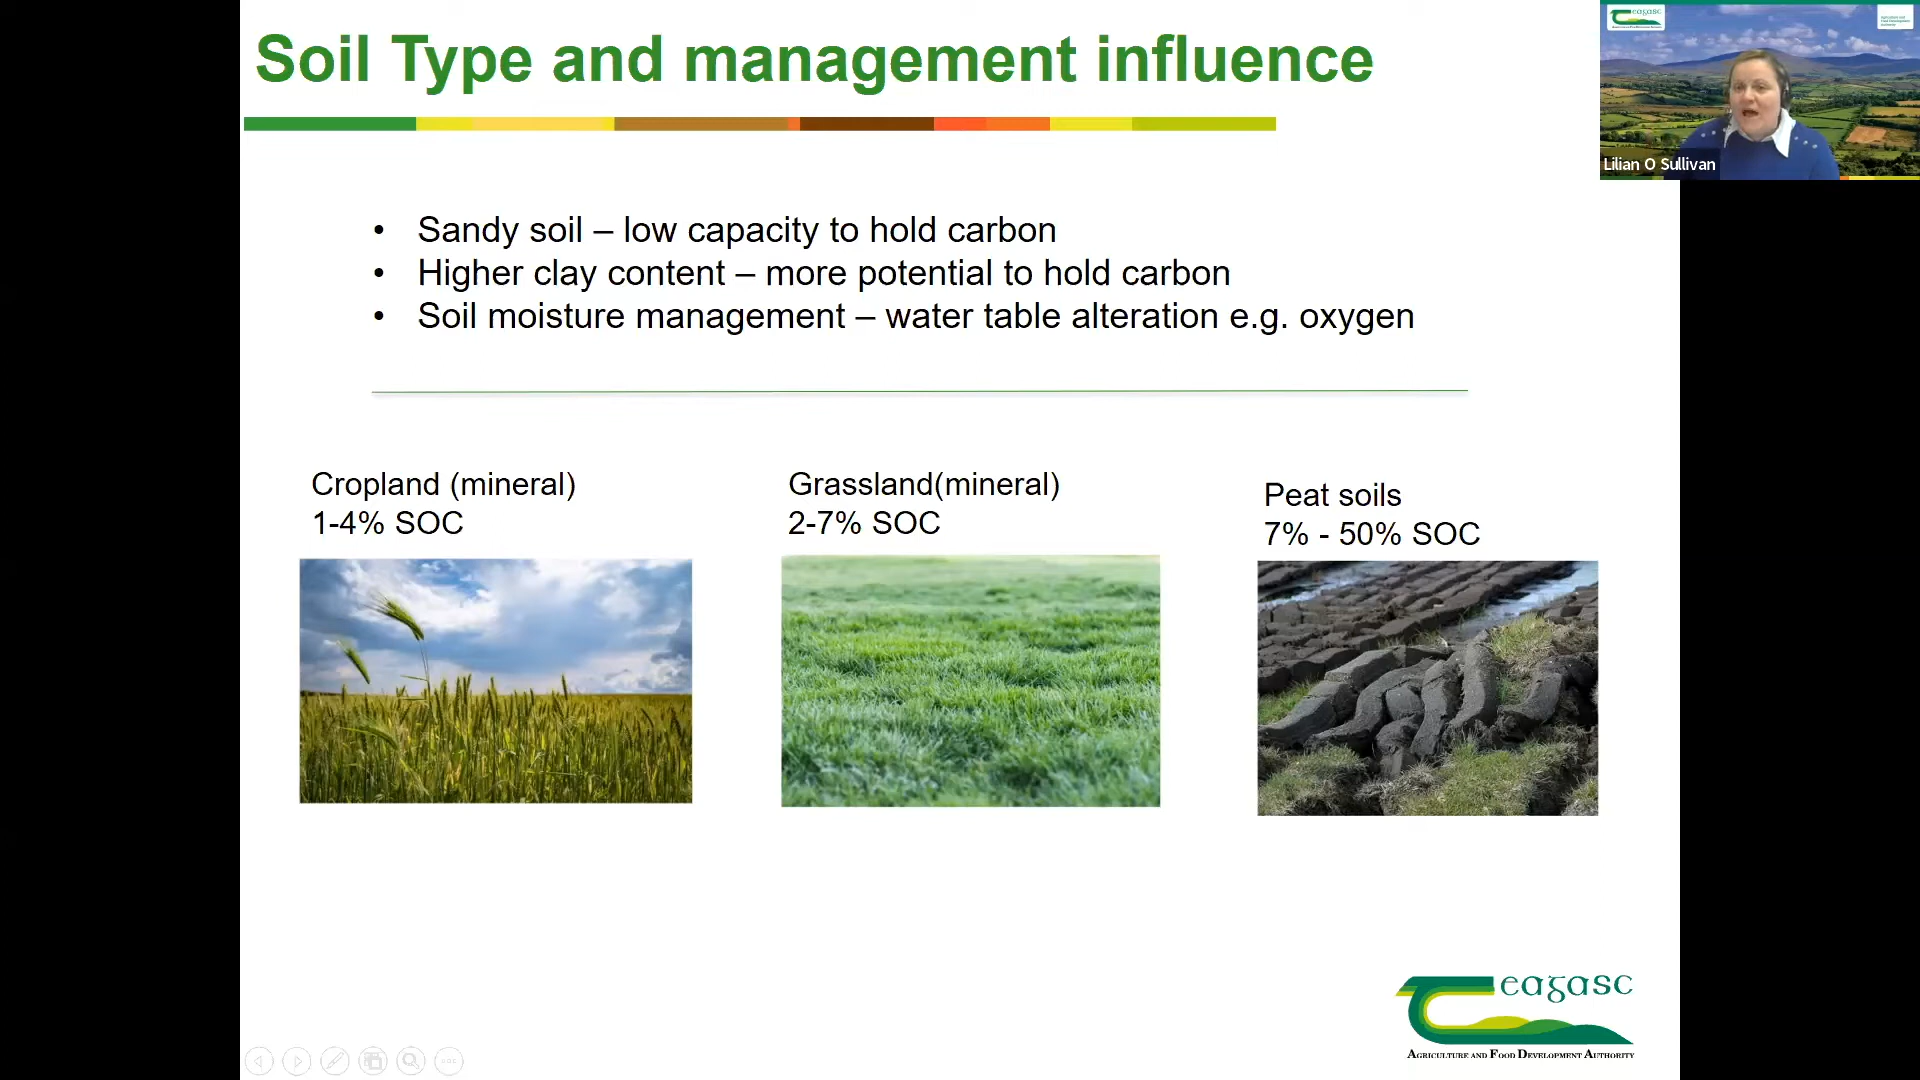 Soil Type and management influence
Lilian O Sullivan
• Sandy soil – low capacity to hold carbon
• Higher clay content – more potential to hold carbon
• Soil moisture management – water table alteration e.g. oxygen
Cropland (mineral)
1-4% SOC
Grassland(mineral)
2-7% SOC
Peat soils
7% - 50% SOC
eagasc
AGRICULTURE AND FOOD DEVELOPMENT AUTHORITY